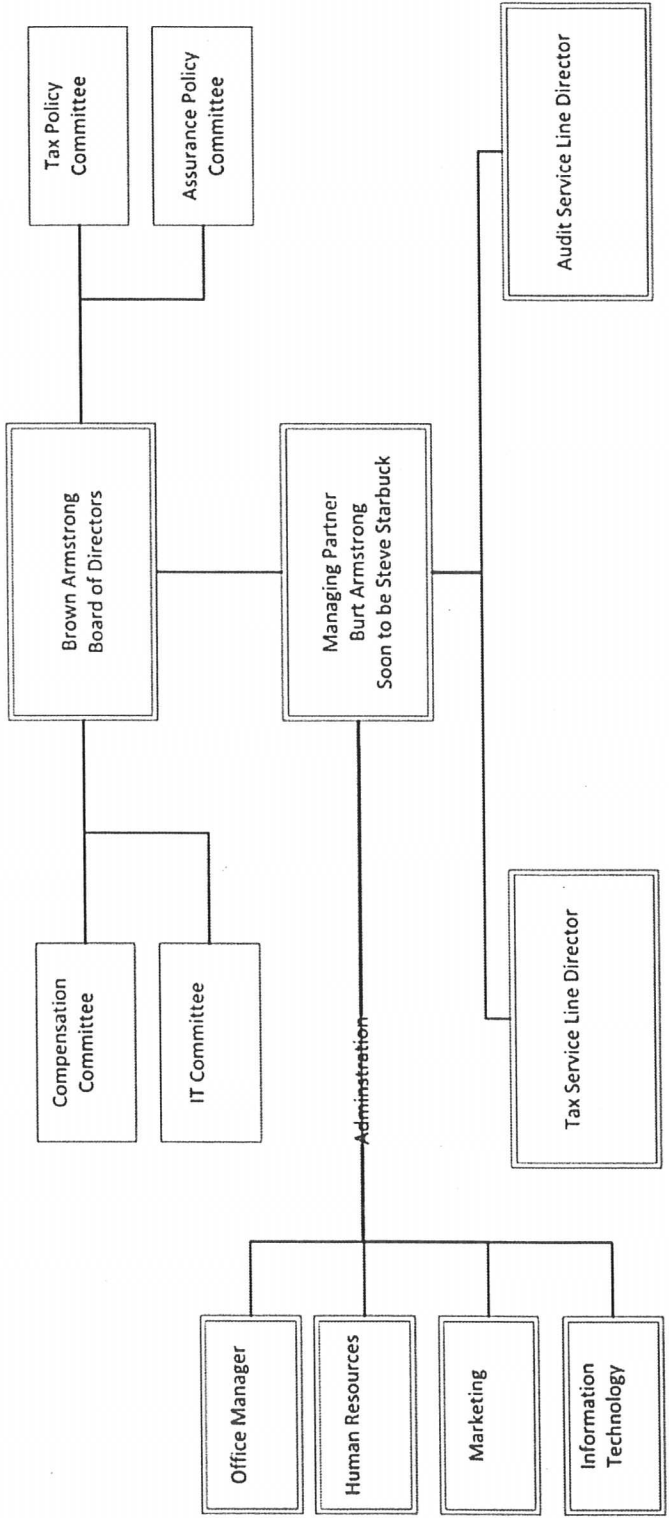 Brown Armstrong
Board of Directors
Compensation
Committee
IT Committee
Tax Policy
Committee
Assurance Policy
Committee
Managing Partner
Burt Armstrong
Soon to be Steve Starbuck
Adminstration
Office Manager
Human Resources
Marketing
Information
Technology
Tax Service Line Director
Audit Service Line Director